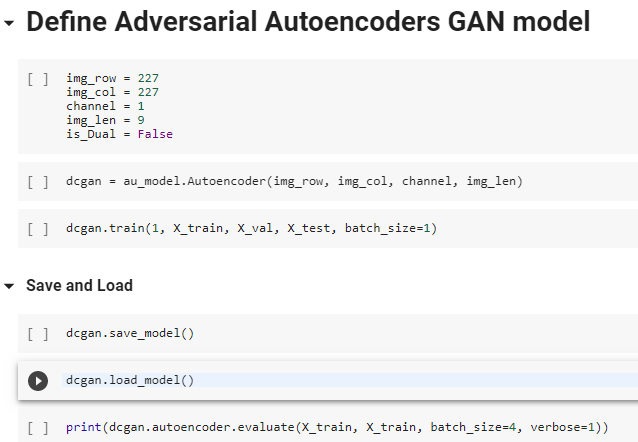 Define Adversarial Autoencoders GAN model
[ ] img_row = 227
img_col = 227
channel = 1
img_len = 9
is_Dual = False
[ ] dcgan = au_model.Autoencoder(img_row, img_col, channel, img_len)
[ ] dcgan.train(1, X_train, X_val, X_test, batch_size=1)
Save and Load
[ ] dcgan.save_model()
dcgan.load_model()
[ ] print(dcgan.autoencoder.evaluate(X_train, X_train, batch_size=4, verbose=1))